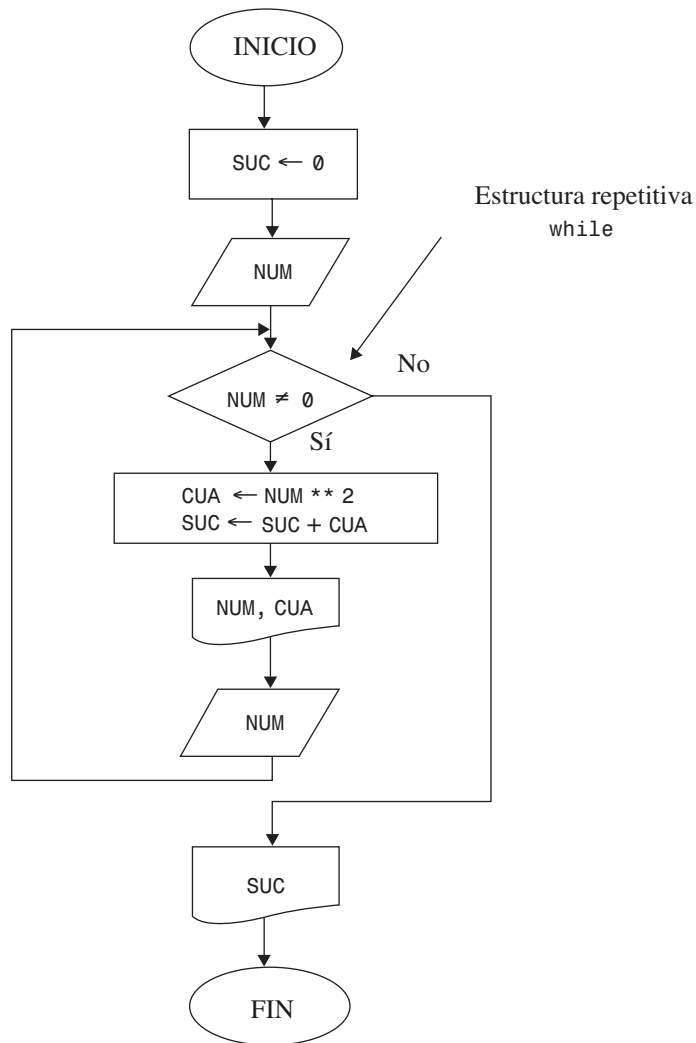 INICIO
SUC ← 0
Estructura repetitiva
while
NUM
No
NUM ≠ 0
Sí
CUA ← NUM ** 2
SUC ← SUC + CUA
NUM, CUA
NUM
SUC
FIN